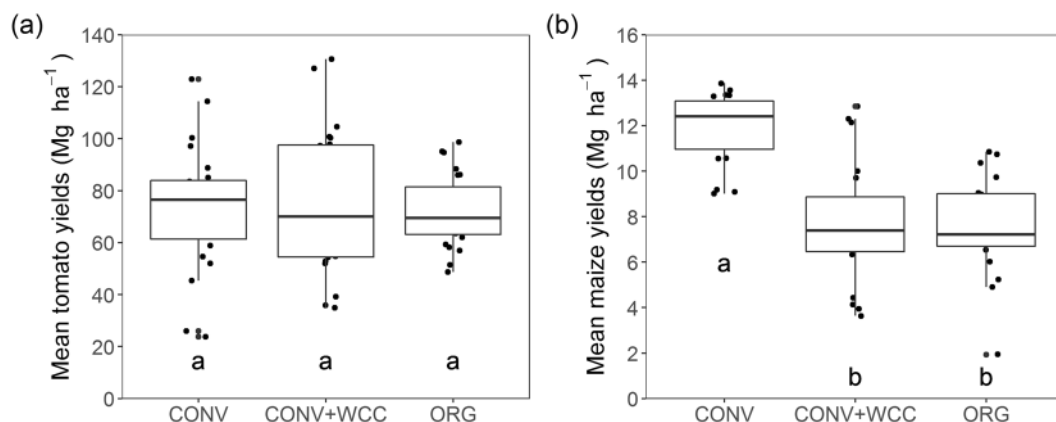 (a)
Mean tomato yields (Mg ha⁻¹)
140
120
100
80
60
40
20
0
a
a
a
CONV
CONV+WCC
ORG
(b)
Mean maize yields (Mg ha⁻¹)
16
14
12
10
8
6
4
2
0
a
b
b
CONV
CONV+WCC
ORG